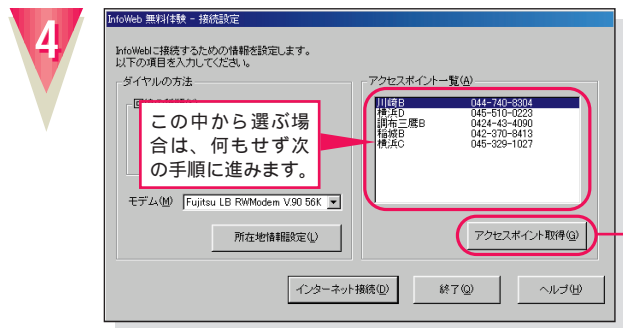 4
InfoWeb 無料体験 - 接続設定
InfoWebに接続するための情報を設定します。
以下の項目を入力してください。
ダイヤルの方法
この中から選ぶ場
合は、何もせず次
の手順に進みます。
モデム(M) Fujitsu LB RWModem V.90 56K
所在地情報設定(L)
アクセスポイント一覧(A)
川崎B 044-740-8304
横浜D 045-510-0223
調布三鷹B 0424-43-4090
稲城B 042-370-8413
横浜C 045-329-1027
アクセスポイント取得(G)
インターネット接続(D) 終了(Q) ヘルプ(H)